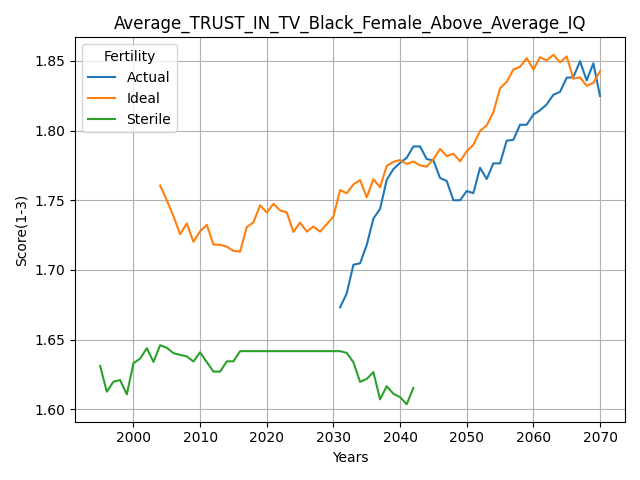 Average_TRUST_IN_TV_Black_Female_Above_Average_IQ
Fertility
Actual
Ideal
Sterile
Score(1-3)
1.85
1.80
1.75
1.70
1.65
1.60
2000 2010 2020 2030 2040 2050 2060 2070
Years